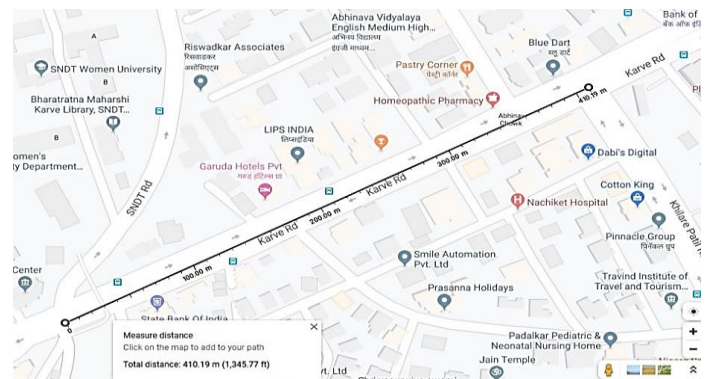 A
SNDT Women University
Bharatratna Maharshi
Karve Library, SNDT...
B
B
omen's
ty Department...
SNDT Rd
Center
Riswadkar Associates
रिसवाडकर
असोसिएट्स
Abhinava Vidyalaya
English Medium High...
अभिनव विद्यालय
इंग्रजी माध्यम...
Pastry Corner
पेस्ट्री कॉर्नर
Homeopathic Pharmacy
Blue Dart
ब्लु डार्ट
Bank of
Karve Rd
410.19 m
Abhinav
Chowk
LIPS INDIA
लिप्सइंडिया
Garuda Hotels Pvt
गरुड हॉटेल्स प्रा
300.00 m
Karve Rd
200.00 m
Karve Rd
100.00 m
0
Dabi's Digital
Cotton King
Nachiket Hospital
Pinnacle Group
पिनॅकल ग्रुप
Khilare Patil R
Smile Automation
Pvt. Ltd
Prasanna Holidays
Travind Institute of
Travel and Tourism...
State Bank Of India
Padalkar Pediatric &
Neonatal Nursing Home
Jain Temple
vt. Ltd
Measure distance
Click on the map to add to your path
Total distance: 410.19 m (1,345.77 ft)